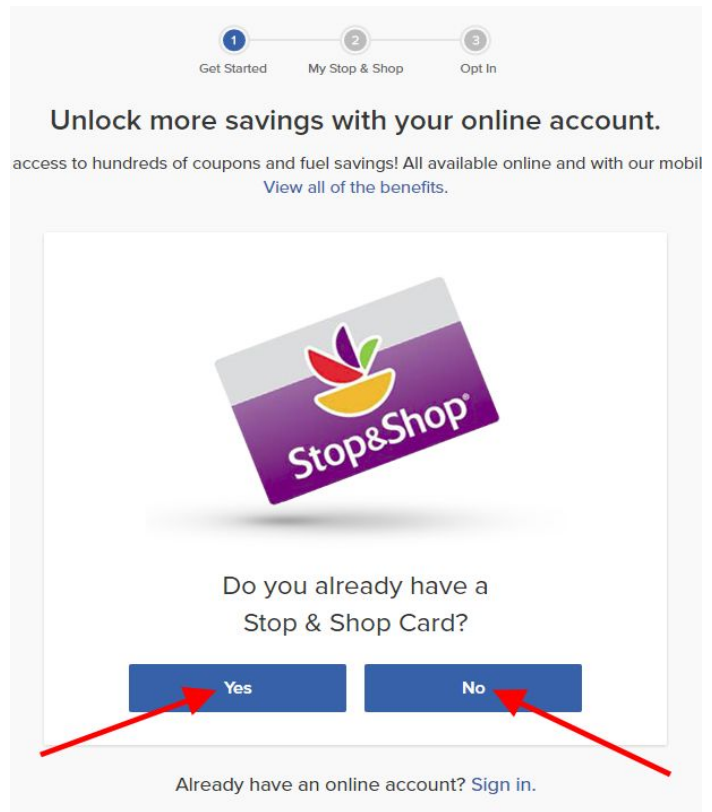 1
2
3
Get Started
My Stop & Shop
Opt In
Unlock more savings with your online account.
access to hundreds of coupons and fuel savings! All available online and with our mobil
View all of the benefits.
Stop&Shop®
Do you already have a
Stop & Shop Card?
Yes
No
Already have an online account? Sign in.